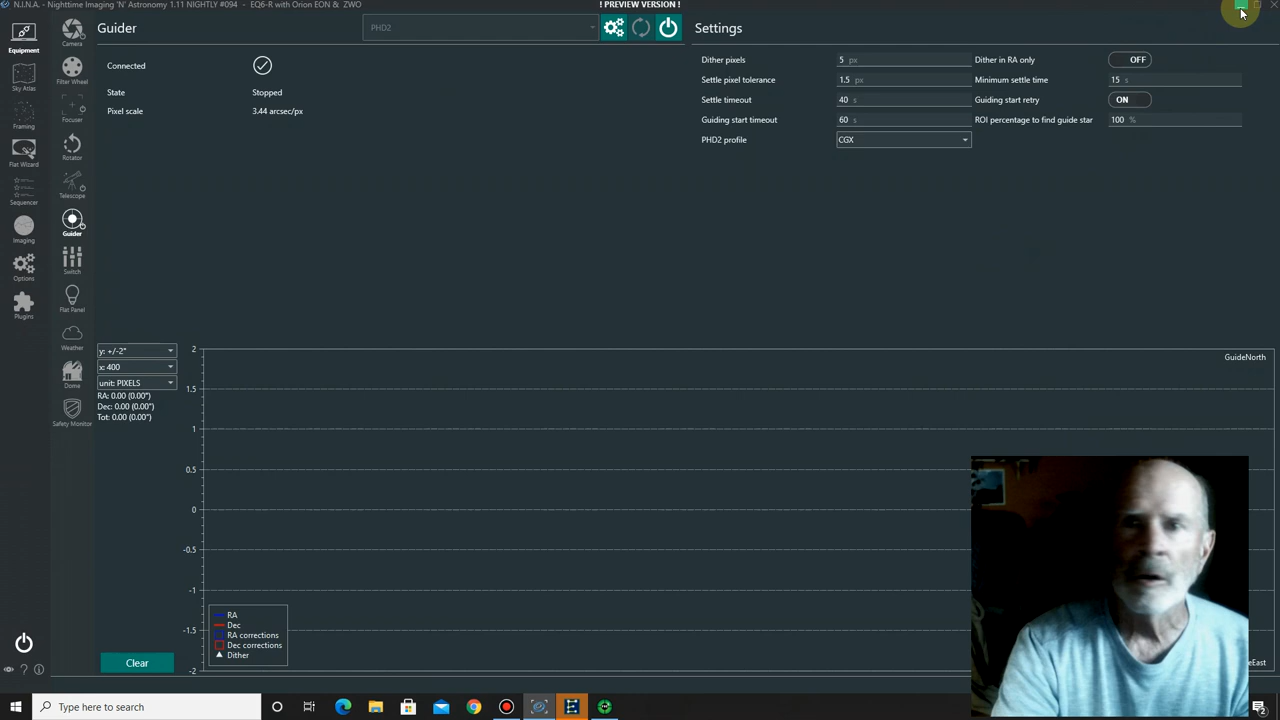 N.I.N.A. - Nighttime Imaging 'N' Astronomy 1.11 NIGHTLY #094 - EQ6-R with Orion EON & ZWO
! PREVIEW VERSION !
Equipment
Sky Atlas
Framing
Flat Wizard
Sequencer
Imaging
Options
Plugins
Camera
Filter Wheel
Focuser
Rotator
Telescope
Guider
Switch
Flat Panel
Weather
Dome
Safety Monitor
Guider
PHD2
Connected
State Stopped
Pixel scale 3.44 arcsec/px
Settings
Dither pixels 5 px Dither in RA only OFF
Settle pixel tolerance 1.5 px Minimum settle time 15 s
Settle timeout 40 s Guiding start retry ON
Guiding start timeout 60 s ROI percentage to find guide star 100 %
PHD2 profile CGX
y: +/-2"
x: 400
unit: PIXELS
RA: 0.00 (0.00")
Dec: 0.00 (0.00")
Tot: 0.00 (0.00")
2
1.5
1
0.5
0
-0.5
-1
-1.5
-2
GuideNorth
RA
Dec
RA corrections
Dec corrections
Dither
Clear
Type here to search